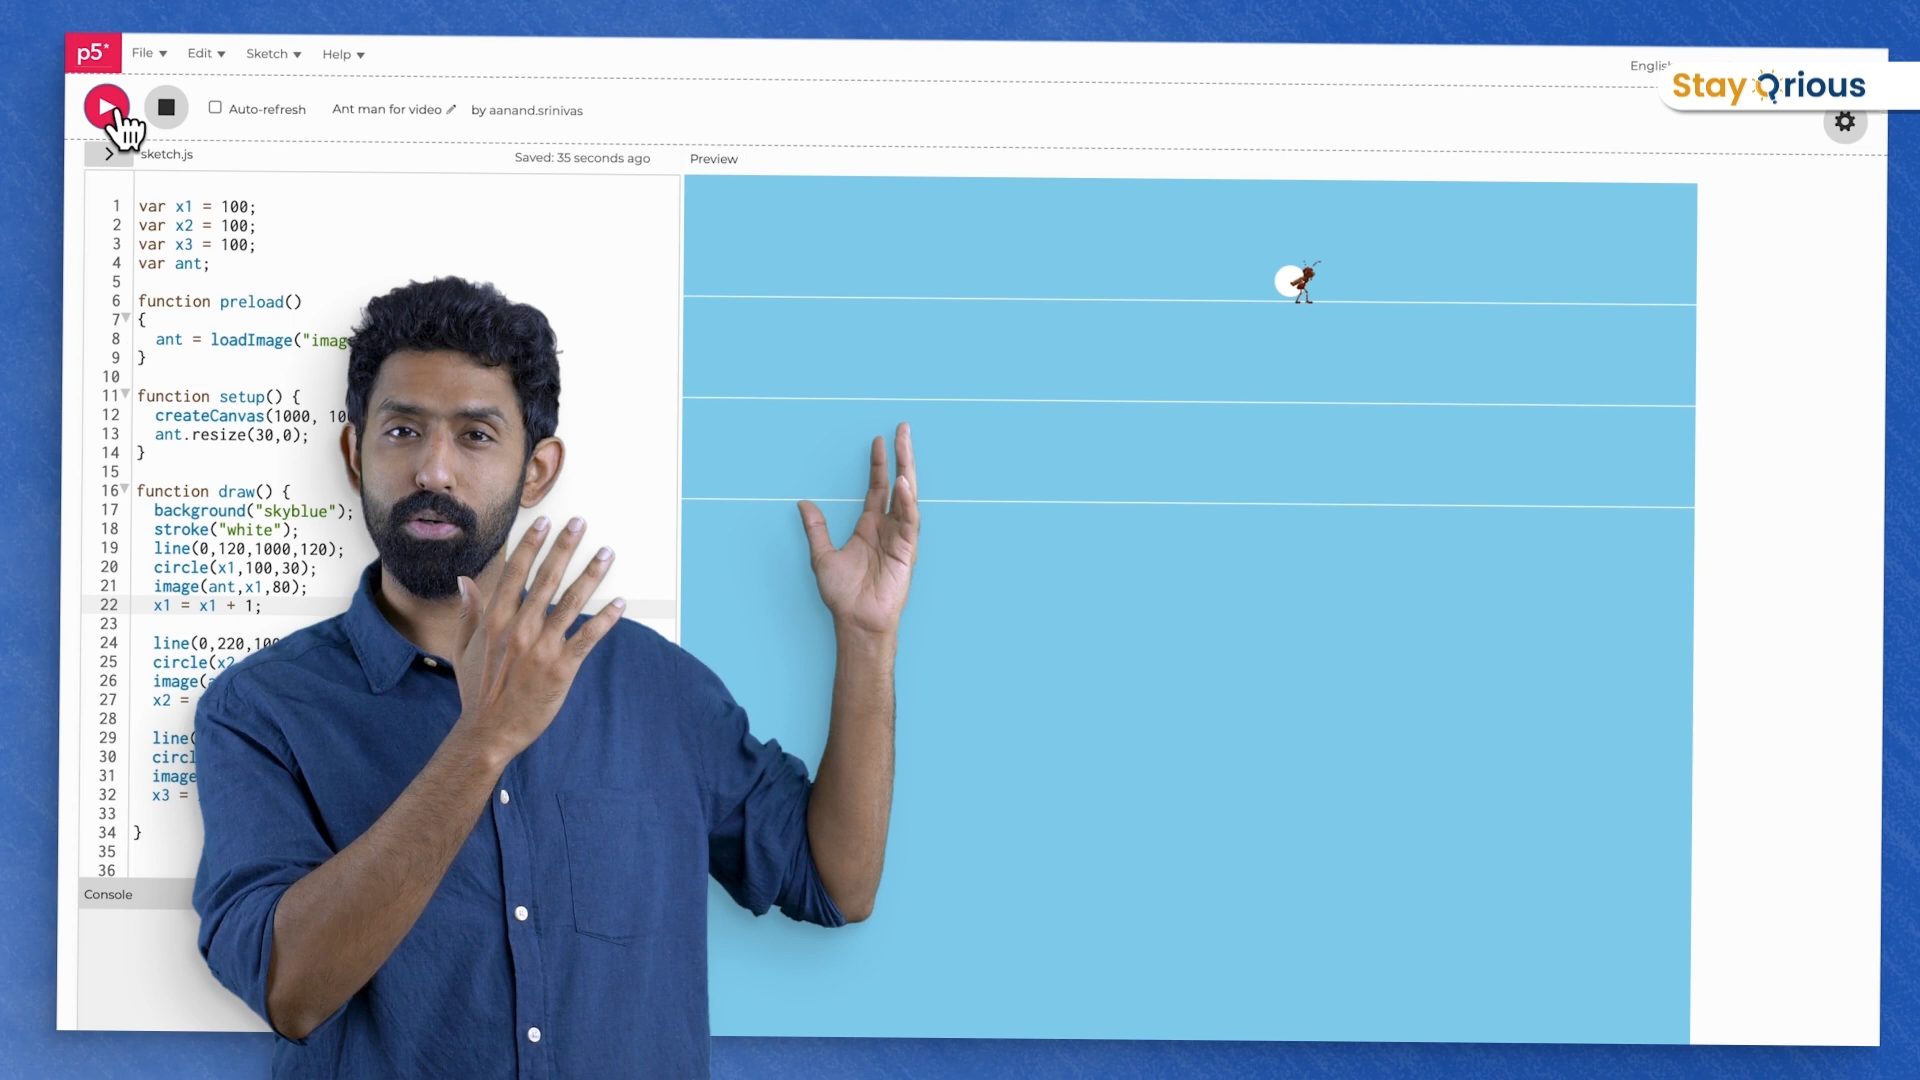 p5*
File
Edit
Sketch
Help
English
Stay Qrious
Auto-refresh
Ant man for video
by aanand.srinivas
>
sketch.js
Saved: 35 seconds ago
Preview
1 var x1 = 100;
2 var x2 = 100;
3 var x3 = 100;
4 var ant;
5
6 function preload()
7 {
8 ant = loadImage("imag
9 }
10
11 function setup() {
12 createCanvas(1000, 10
13 ant.resize(30,0);
14 }
15
16 function draw() {
17 background("skyblue");
18 stroke("white");
19 line(0,120,1000,120);
20 circle(x1,100,30);
21 image(ant,x1,80);
22 x1 = x1 + 1;
23
24 line(0,220,100
25 circle(x2
26 image(a
27 x2 =
28
29 line(
30 circl
31 image
32 x3 =
33
34 }
35
36
Console